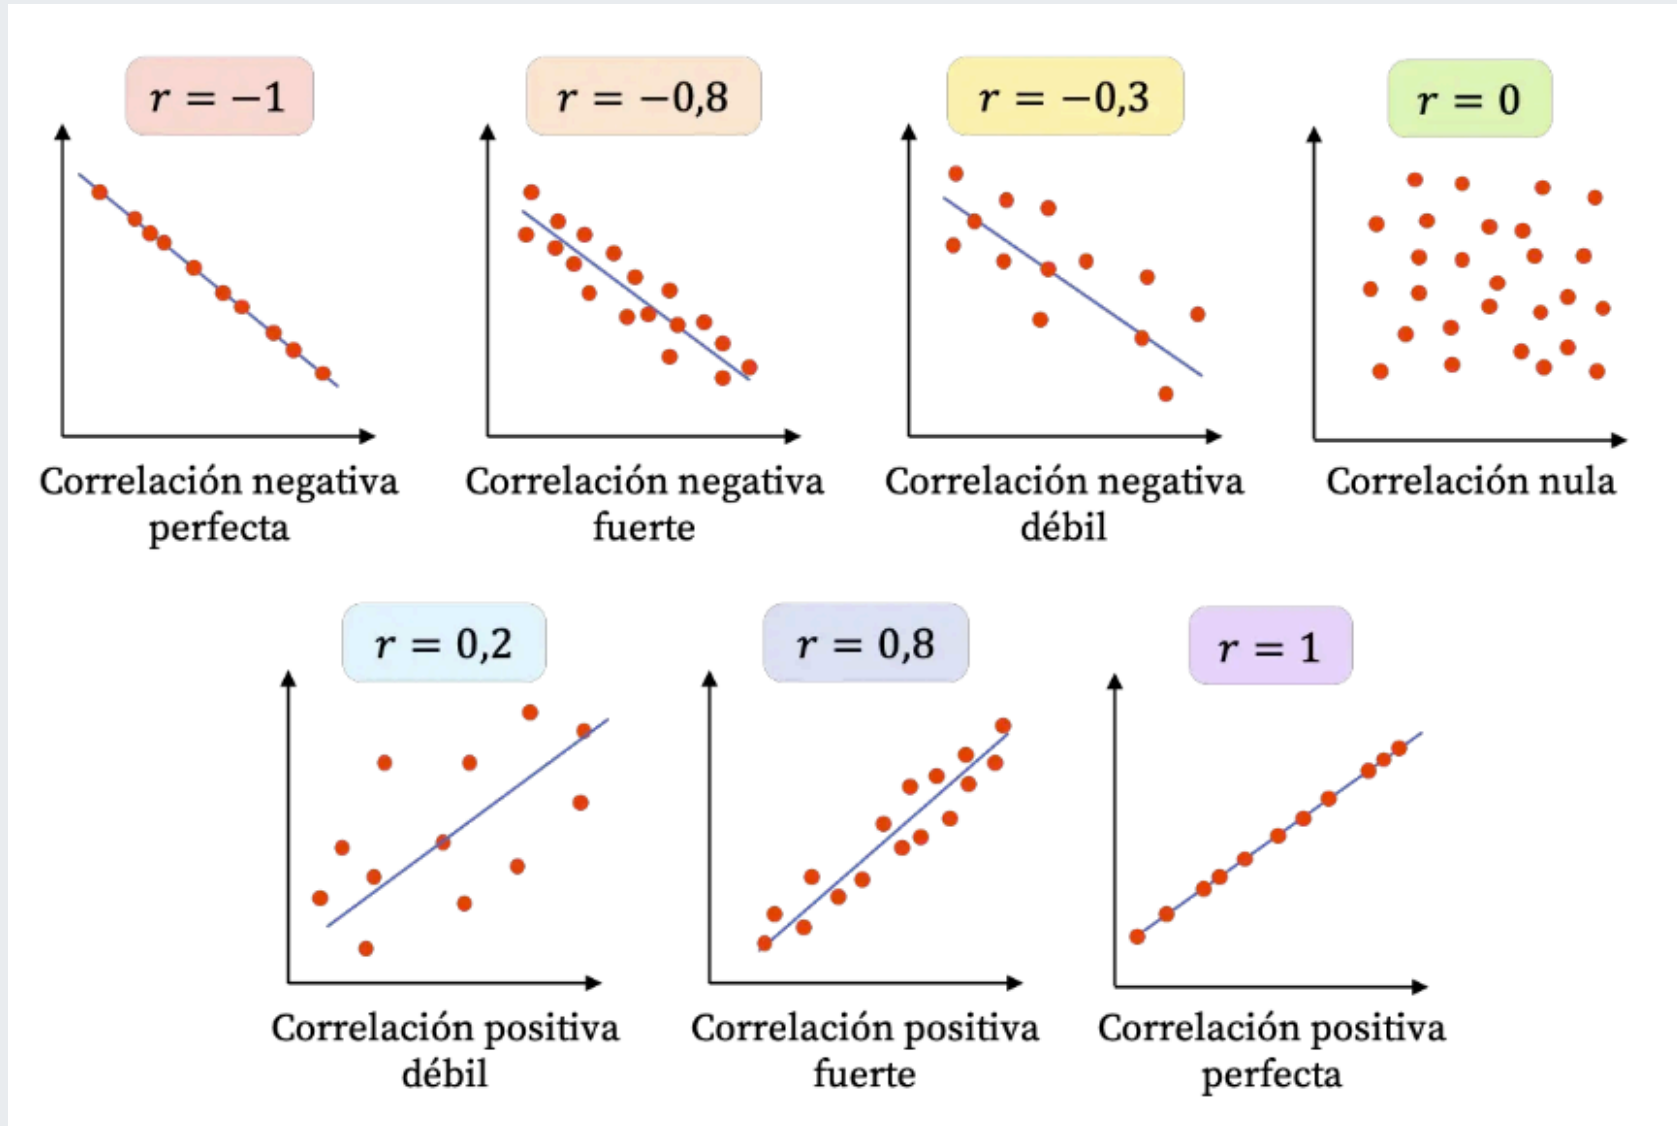 r = −1
r = −0,8
r = −0,3
r = 0
Correlación negativa
perfecta
Correlación negativa
fuerte
Correlación negativa
débil
Correlación nula
r = 0,2
r = 0,8
r = 1
Correlación positiva
débil
Correlación positiva
fuerte
Correlación positiva
perfecta